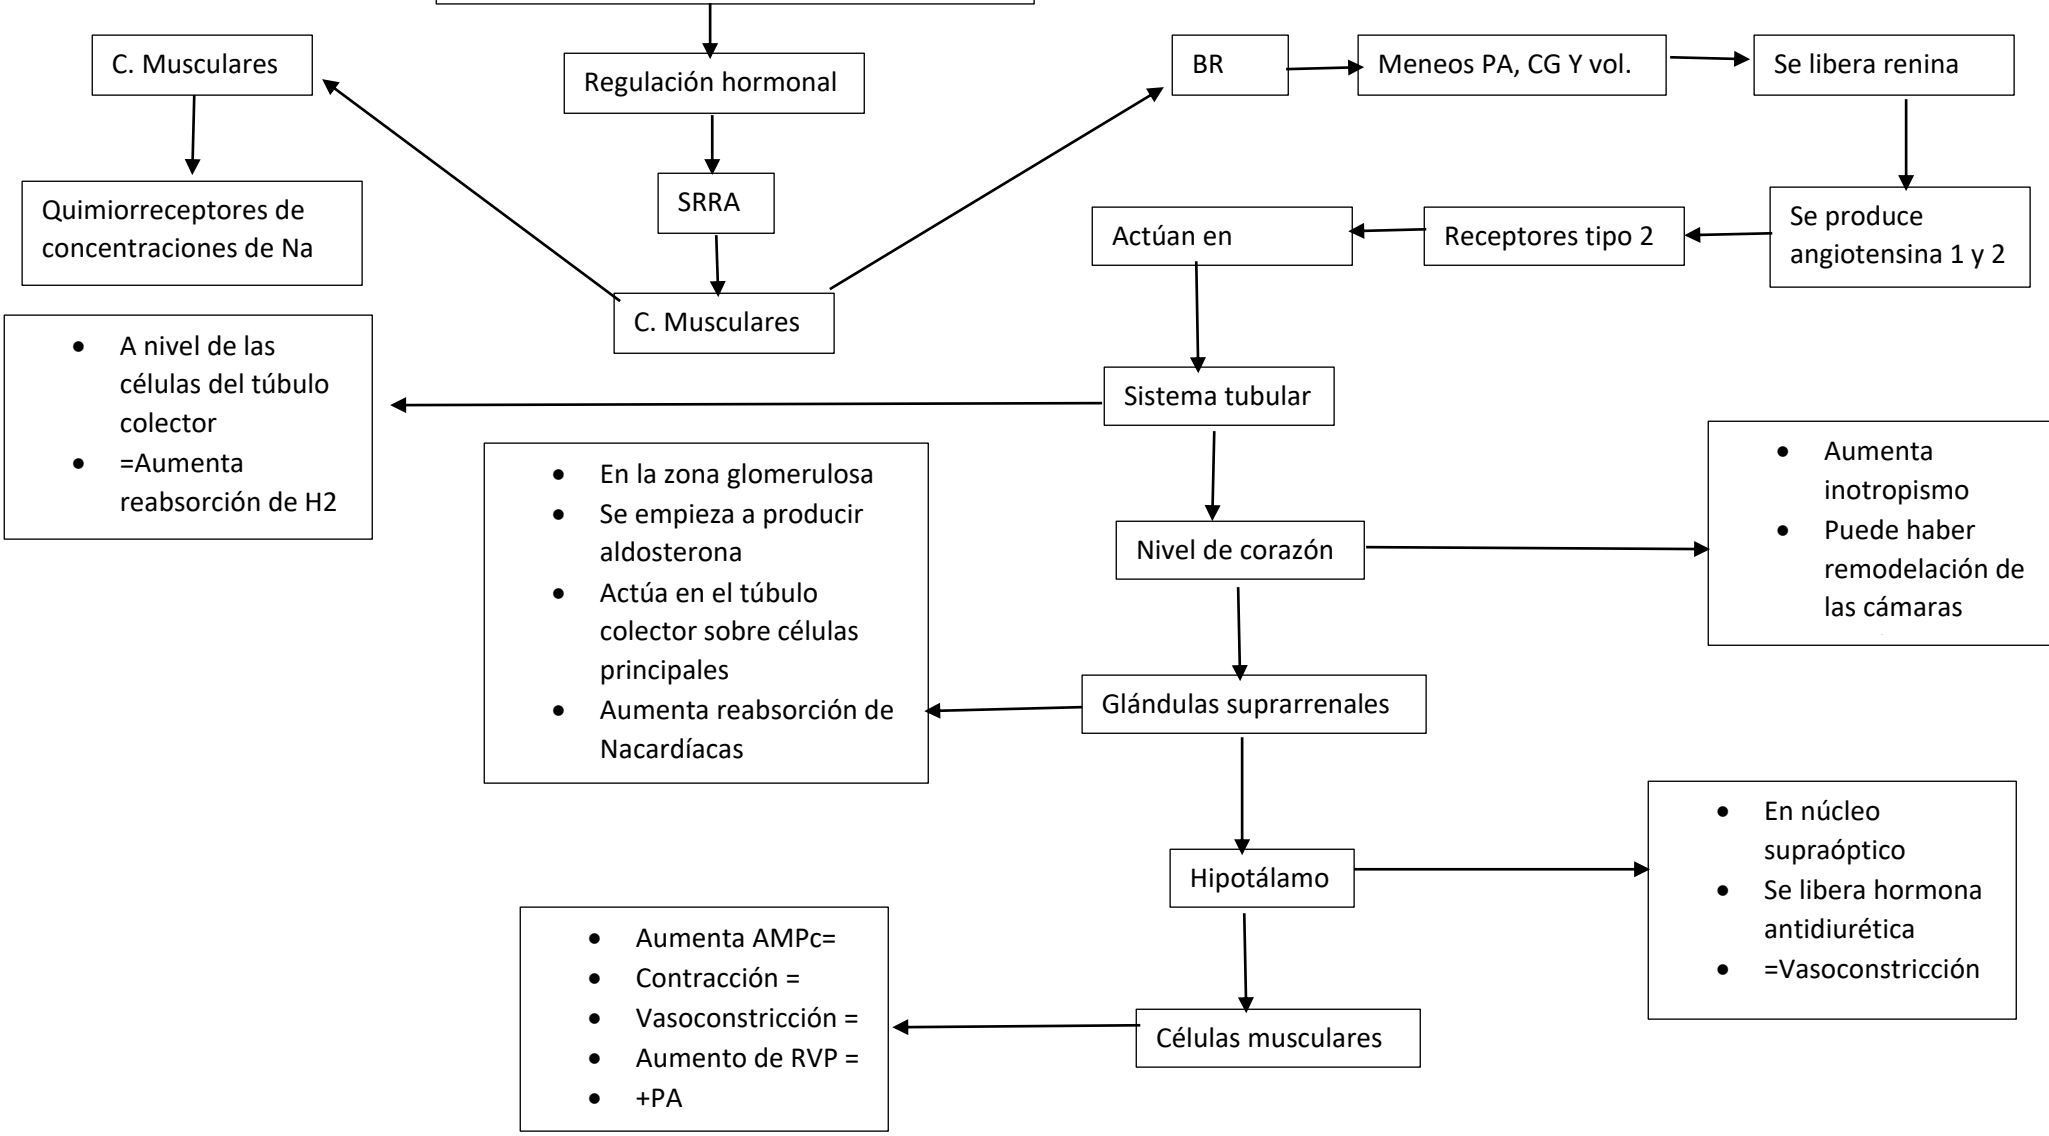 C. Musculares
Regulación hormonal
BR
Meneos PA, CG Y vol.
Se libera renina
Quimiorreceptores de
concentraciones de Na
SRRA
Actúan en
Receptores tipo 2
Se produce
angiotensina 1 y 2
C. Musculares
• A nivel de las
células del túbulo
colector
• =Aumenta
reabsorción de H2
Sistema tubular
• En la zona glomerulosa
• Se empieza a producir
aldosterona
• Actúa en el túbulo
colector sobre células
principales
• Aumenta reabsorción de
Nacardíacas
Nivel de corazón
• Aumenta
inotropismo
• Puede haber
remodelación de
las cámaras
Glándulas suprarrenales
Hipotálamo
• En núcleo
supraóptico
• Se libera hormona
antidiurética
• =Vasoconstricción
• Aumenta AMPc=
• Contracción =
• Vasoconstricción =
• Aumento de RVP =
• +PA
Células musculares